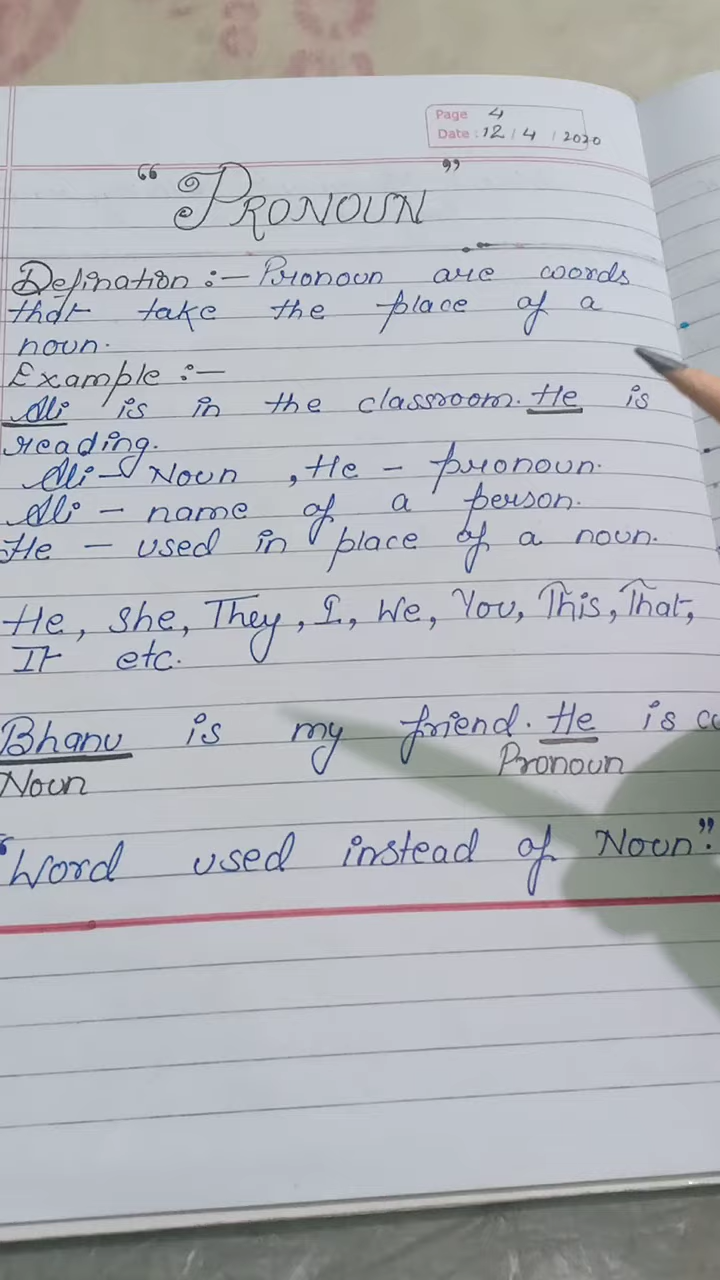 Page 4
Date : 12 / 4 / 2020
"PRONOUN"
Defination :- Pronoun are words
that take the place of a
noun.
Example :-
Ali is in the classroom. He is
reading.
Ali - Noun , He - pronoun.
Ali - name of a person.
He - used in place of a noun.
He, She, They, I, We, You, This, That,
It etc.
Bhanu is my friend. He is
Noun Pronoun
"Word used instead of Noun".